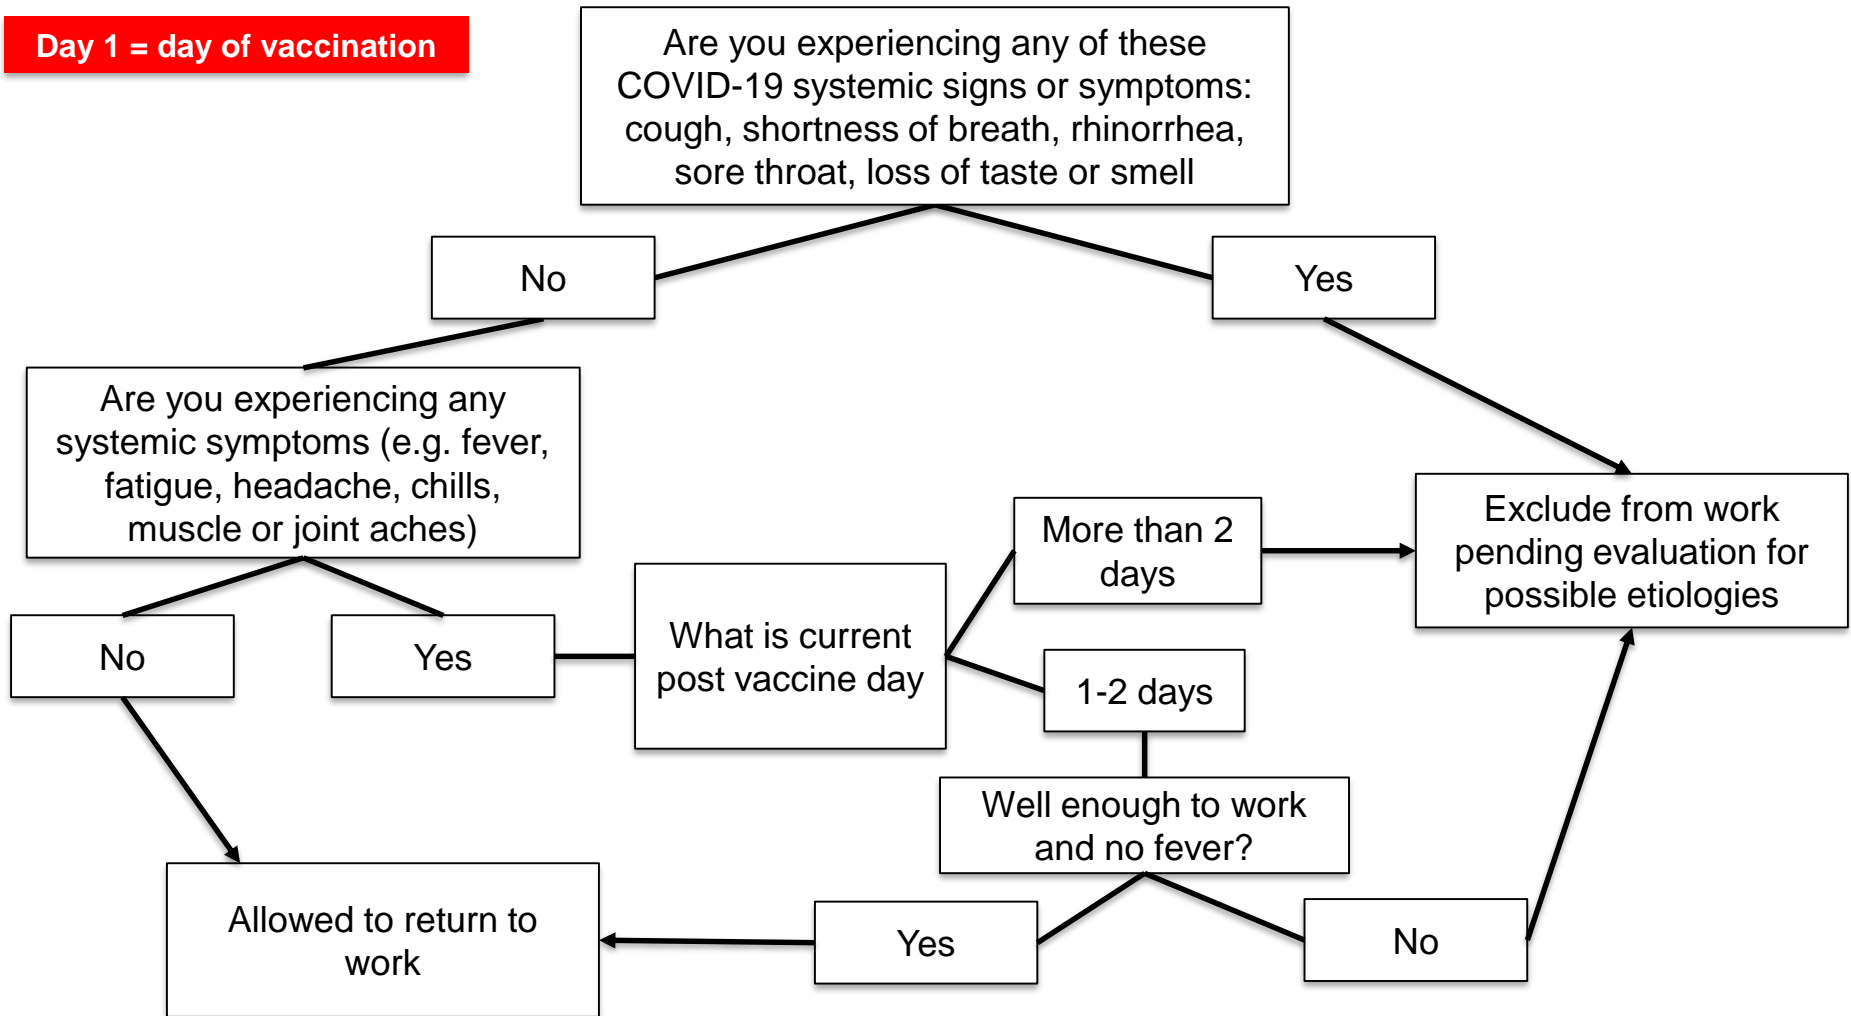 Day 1 = day of vaccination
Are you experiencing any of these
COVID-19 systemic signs or symptoms:
cough, shortness of breath, rhinorrhea,
sore throat, loss of taste or smell
No
Yes
Are you experiencing any
systemic symptoms (e.g. fever,
fatigue, headache, chills,
muscle or joint aches)
No
Yes
What is current
post vaccine day
More than 2
days
1-2 days
Exclude from work
pending evaluation for
possible etiologies
Well enough to work
and no fever?
Yes
No
Allowed to return to
work